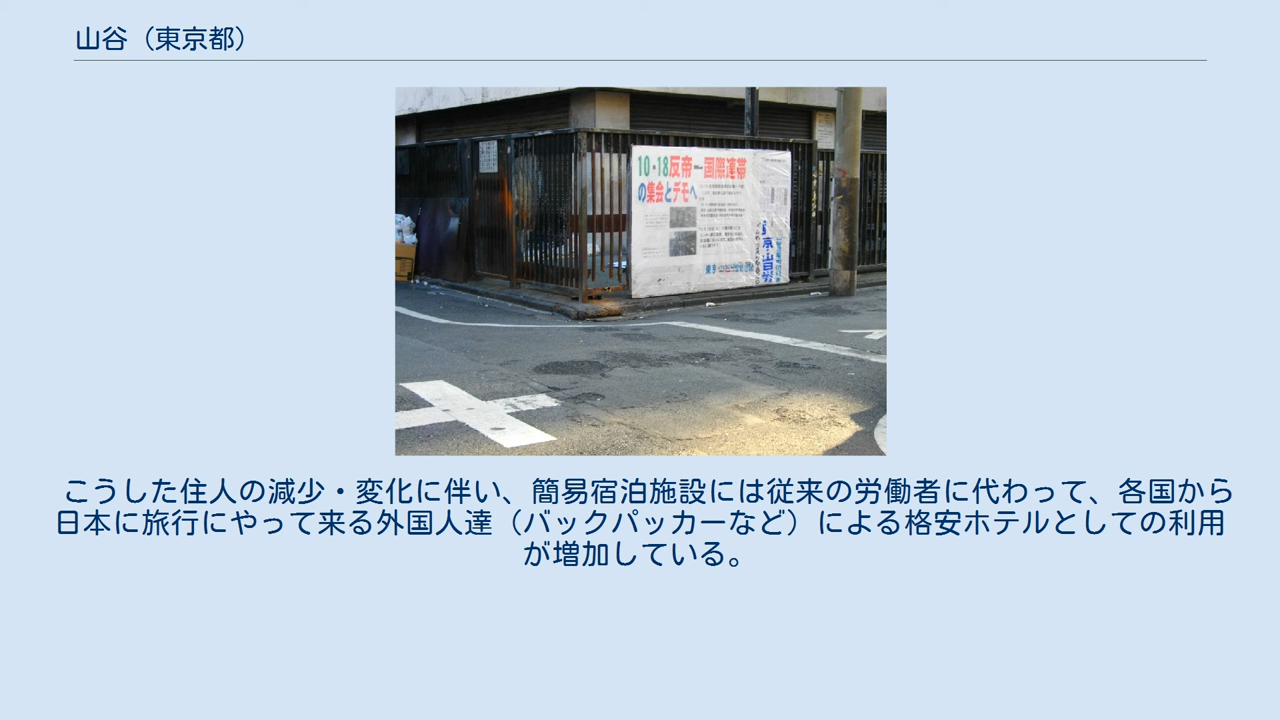 山谷（東京都）
10・18反帝－国際連帯
の集会とデモへ
こうした住人の減少・変化に伴い、簡易宿泊施設には従来の労働者に代わって、各国から
日本に旅行にやって来る外国人達（バックパッカーなど）による格安ホテルとしての利用
が増加している。